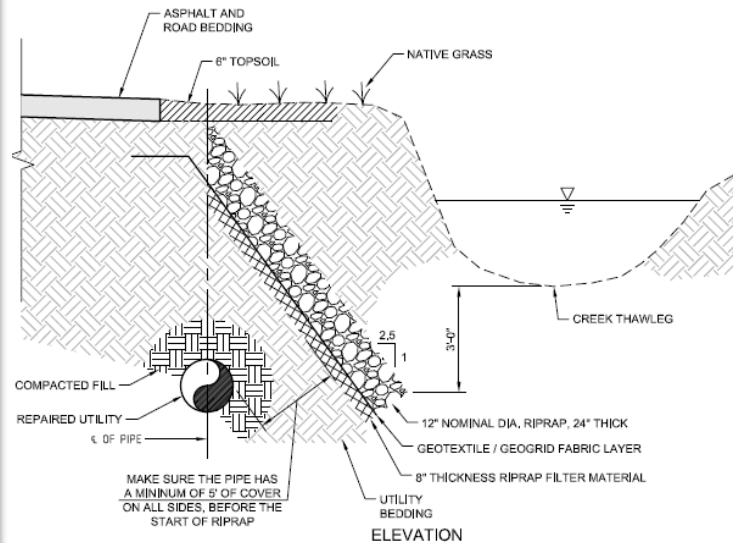 ASPHALT AND
ROAD BEDDING
6" TOPSOIL
NATIVE GRASS
CREEK THAWLEG
3'-0"
2.5
1
COMPACTED FILL
REPAIRED UTILITY
℄ OF PIPE
12" NOMINAL DIA. RIPRAP, 24" THICK
GEOTEXTILE / GEOGRID FABRIC LAYER
8" THICKNESS RIPRAP FILTER MATERIAL
MAKE SURE THE PIPE HAS
A MINIMUM OF 5' OF COVER
ON ALL SIDES, BEFORE THE
START OF RIPRAP
UTILITY
BEDDING
ELEVATION